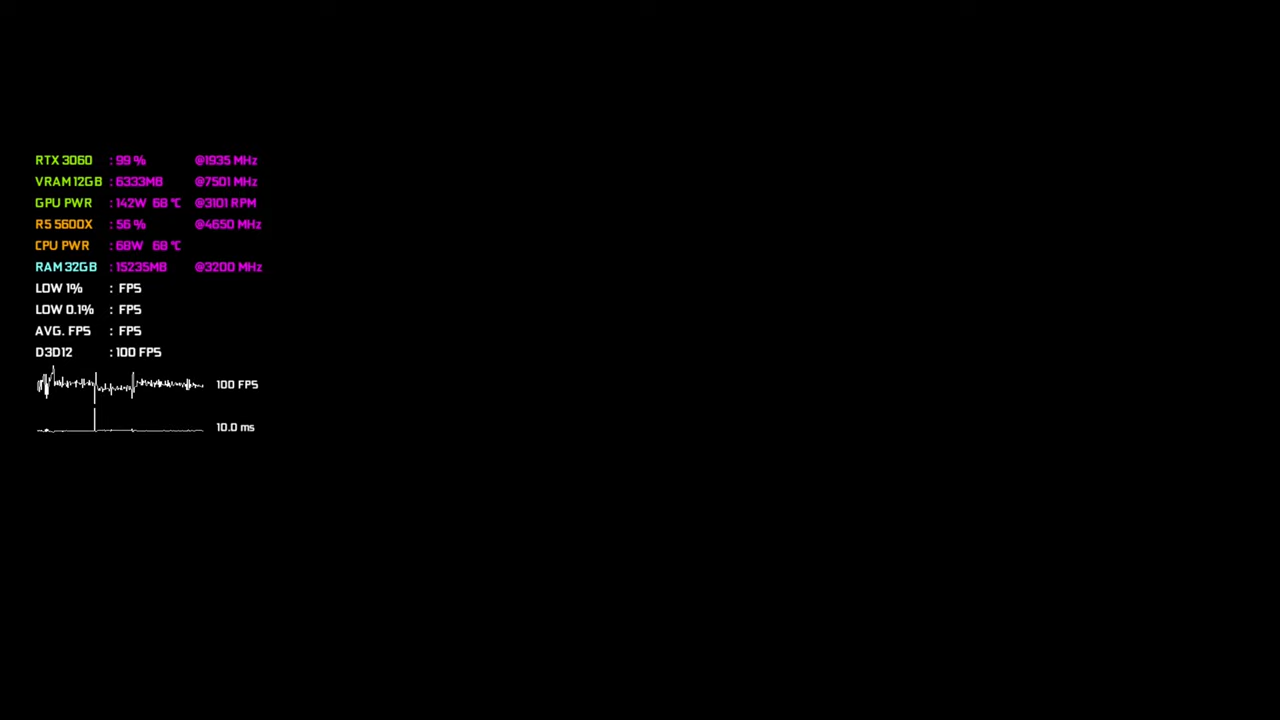 RTX 3060 : 99 % @1935 MHz
VRAM 12GB : 6333MB @7501 MHz
GPU PWR : 142W 68 °C @3101 RPM
R5 5600X : 56 % @4650 MHz
CPU PWR : 68W 68 °C
RAM 32GB : 15235MB @3200 MHz
LOW 1% : FPS
LOW 0.1% : FPS
AVG. FPS : FPS
D3D12 : 100 FPS
100 FPS
10.0 ms